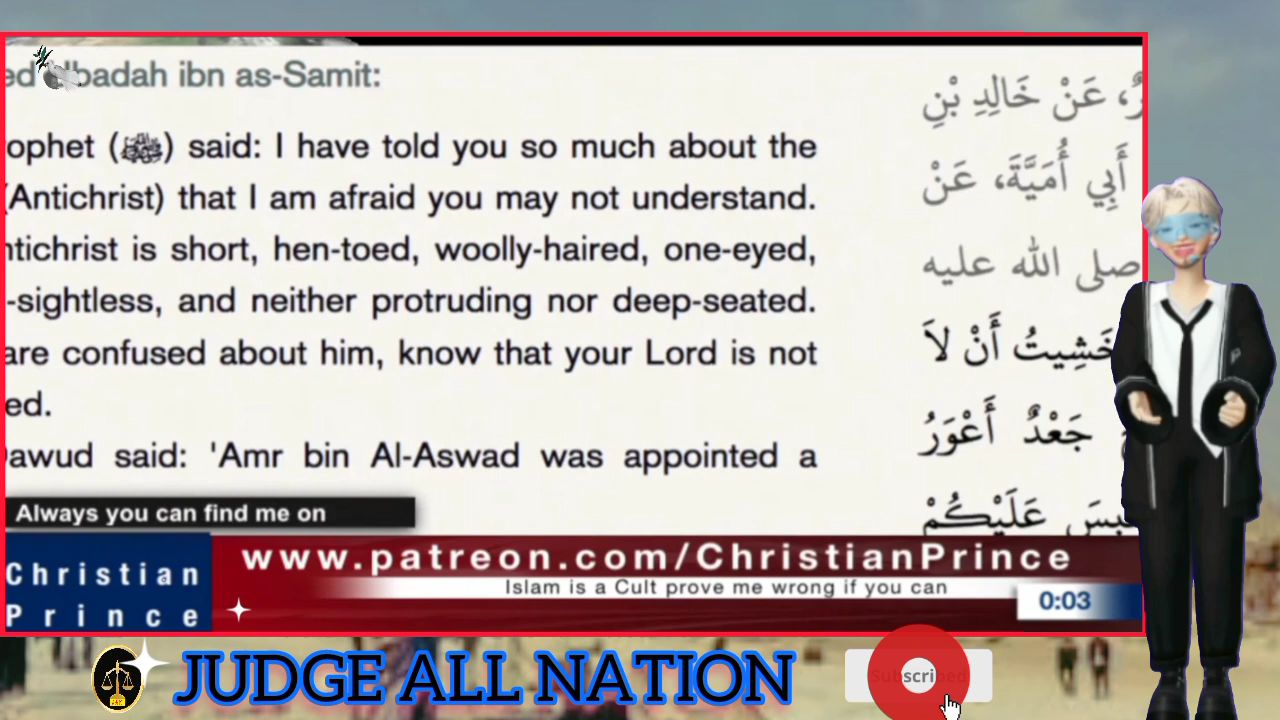 ed Ubadah ibn as-Samit:
ophet (ﷺ) said: I have told you so much about the
(Antichrist) that I am afraid you may not understand.
ntichrist is short, hen-toed, woolly-haired, one-eyed,
-sightless, and neither protruding nor deep-seated.
are confused about him, know that your Lord is not
ed.
Dawud said: 'Amr bin Al-Aswad was appointed a
عَنْ خَالِدِ بْنِ
أَبِي أُمَيَّةَ، عَنْ
صلى الله عليه
خَشِيتُ أَنْ لاَ
جَعْدٌ أَعْوَرُ
عَلَيْكُمْ
Always you can find me on
Christian
Prince
www.patreon.com/ChristianPrince
Islam is a Cult prove me wrong if you can
0:03
JUDGE ALL NATION
Subscribed